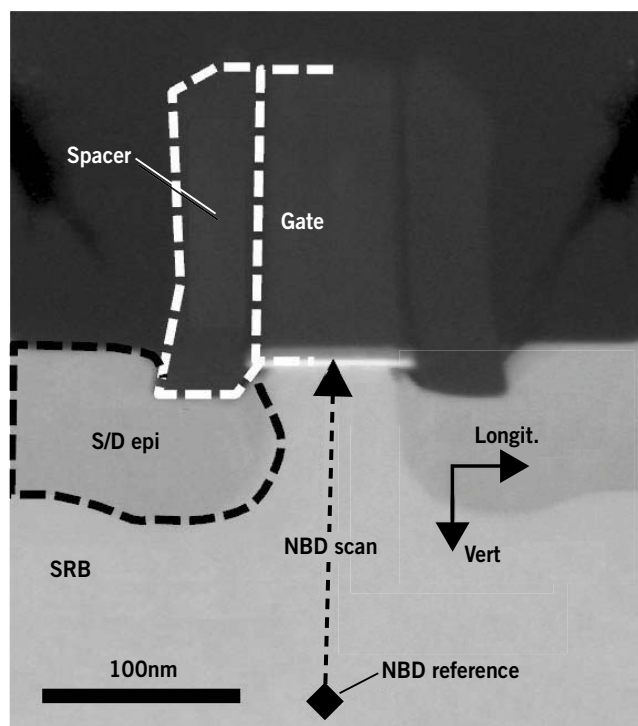 Spacer
Gate
S/D epi
Longit.
NBD scan
Vert
SRB
100nm
NBD reference